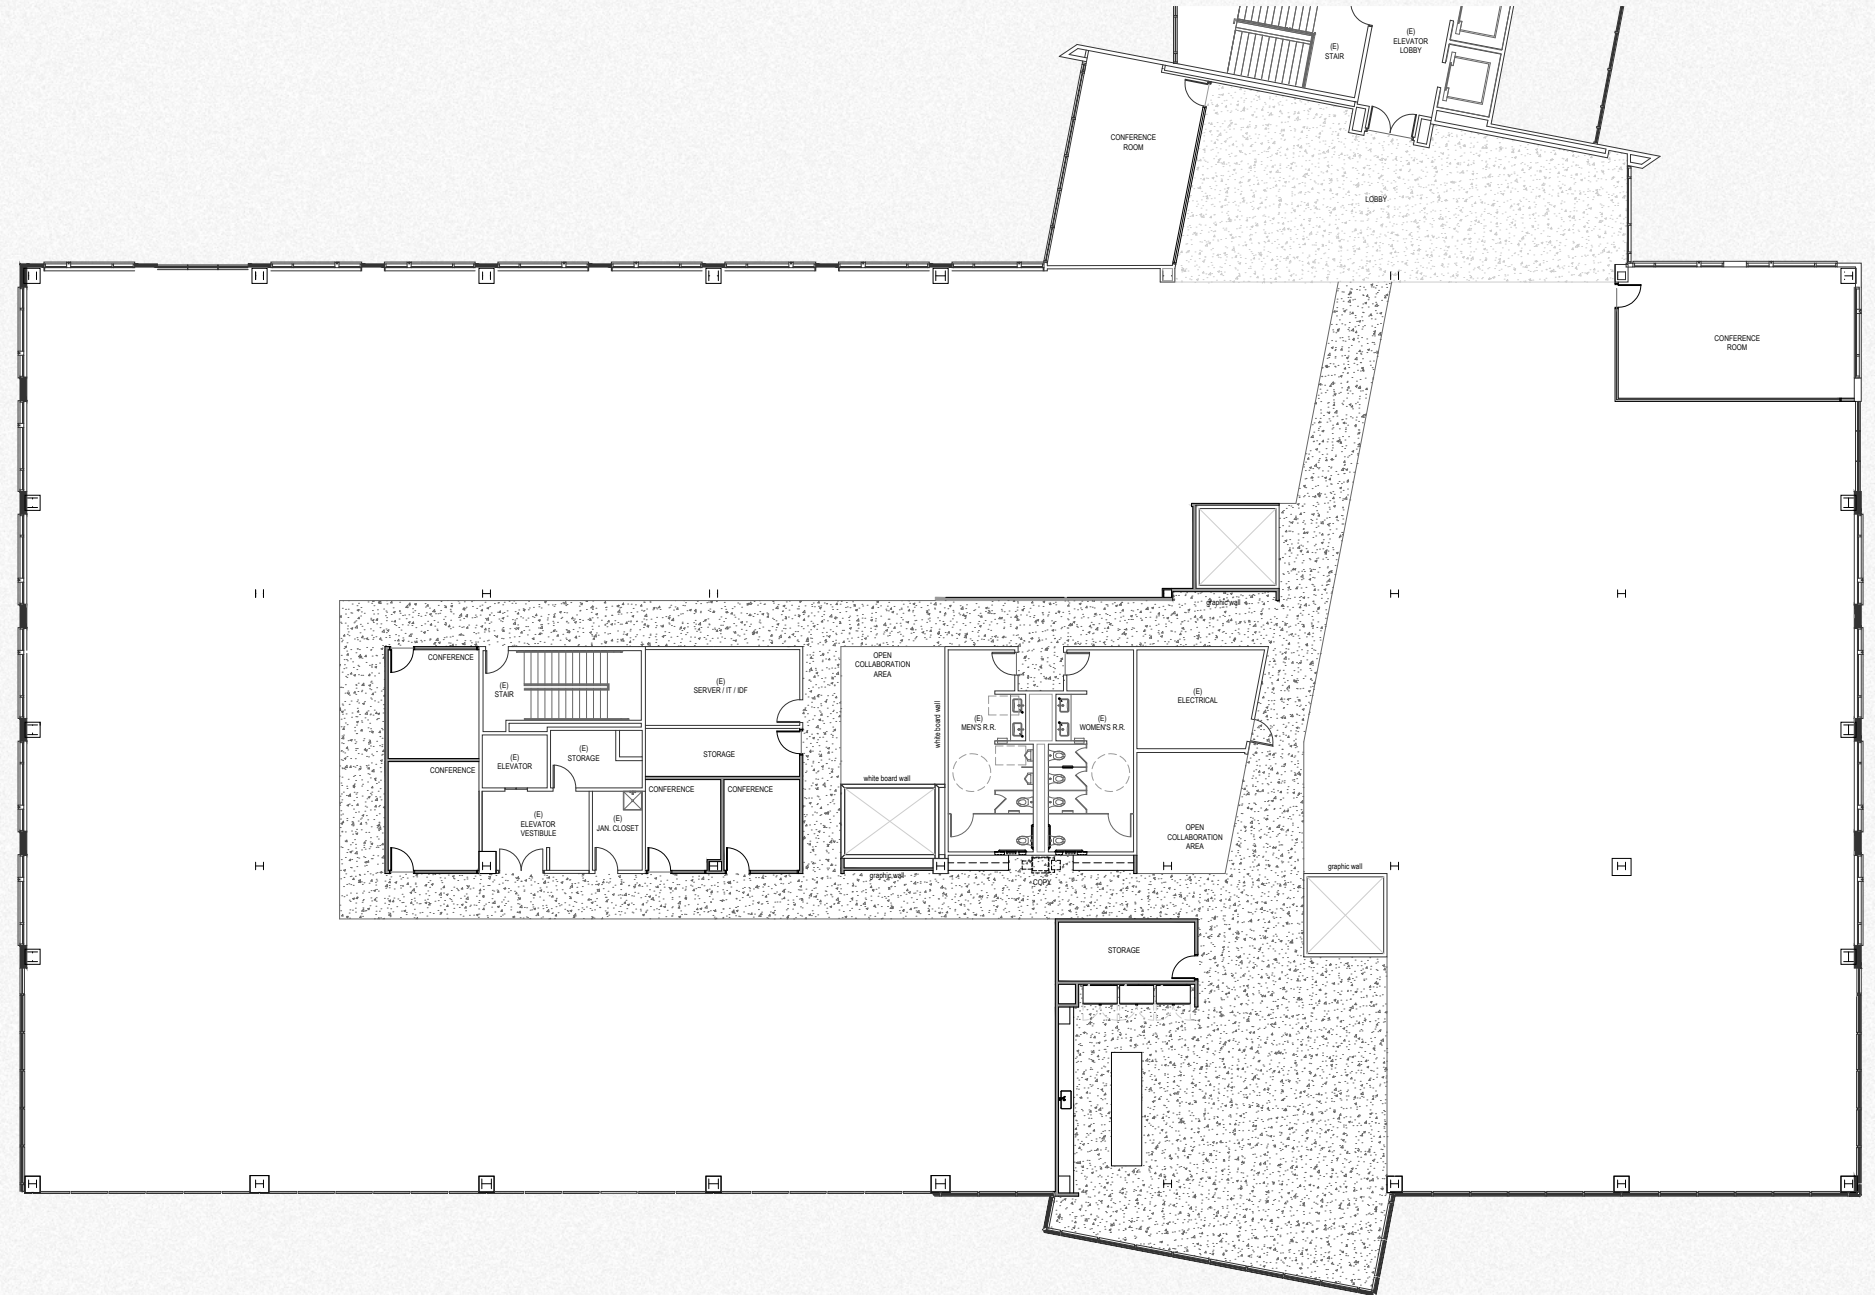 (E)
STAIR
(E)
ELEVATOR
LOBBY
CONFERENCE
ROOM
LOBBY
CONFERENCE
ROOM
graphic wall
CONFERENCE
(E)
STAIR
(E)
SERVER / IT / IDF
OPEN
COLLABORATION
AREA
white board wall
(E)
MEN'S R.R.
(E)
WOMEN'S R.R.
(E)
ELECTRICAL
CONFERENCE
(E)
ELEVATOR
(E)
STORAGE
STORAGE
white board wall
CONFERENCE
CONFERENCE
(E)
ELEVATOR
VESTIBULE
(E)
JAN. CLOSET
OPEN
COLLABORATION
AREA
graphic wall
graphic wall
COPY
STORAGE